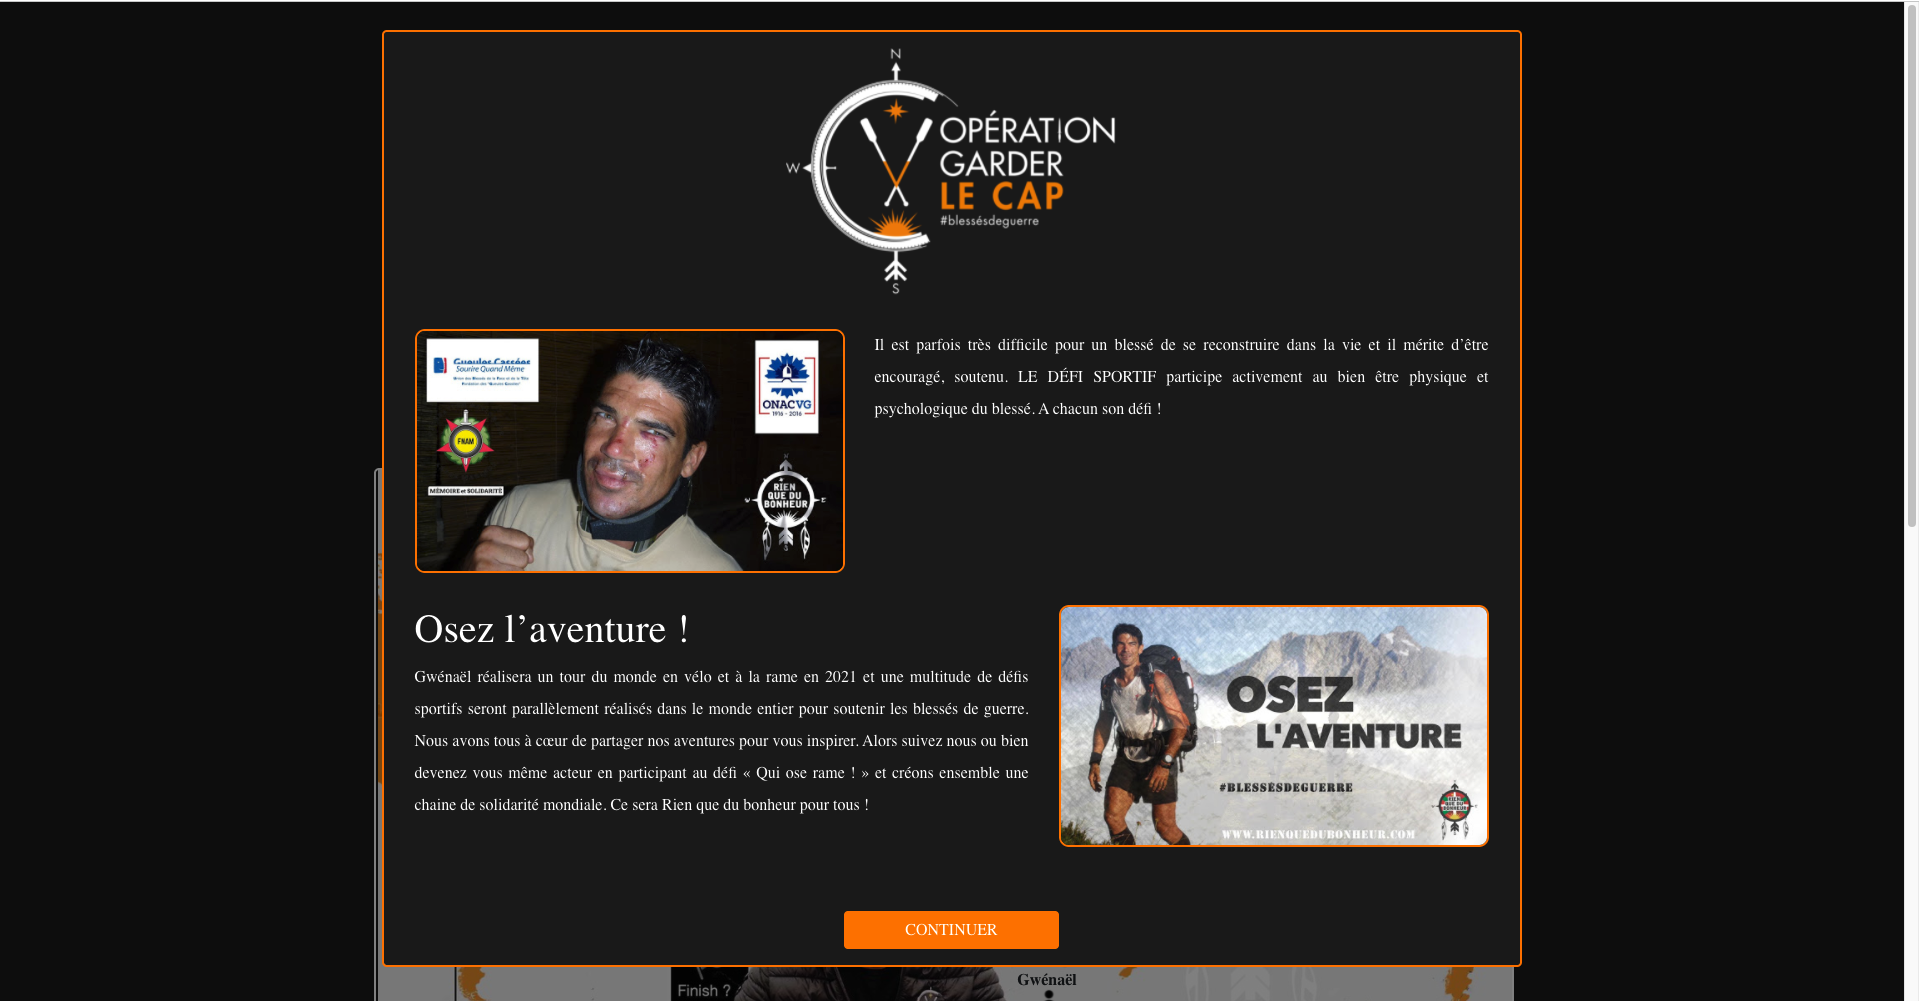 N
W
OPÉRATION
GARDER
LE CAP
#blessésdeguerre
S
Gueules Cassées
Sourire Quand Même
ONACVG
1916 - 2016
FNAM
MÉMOIRE et SOLIDARITÉ
RIEN
QUE DU
BONHEUR
Il est parfois très difficile pour un blessé de se reconstruire dans la vie et il mérite d’être
encouragé, soutenu. LE DÉFI SPORTIF participe activement au bien être physique et
psychologique du blessé. A chacun son défi !
Osez l’aventure !
Gwénaël réalisera un tour du monde en vélo et à la rame en 2021 et une multitude de défis
sportifs seront parallèlement réalisés dans le monde entier pour soutenir les blessés de guerre.
Nous avons tous à cœur de partager nos aventures pour vous inspirer. Alors suivez nous ou bien
devenez vous même acteur en participant au défi « Qui ose rame ! » et créons ensemble une
chaine de solidarité mondiale. Ce sera Rien que du bonheur pour tous !
OSEZ
L'AVENTURE
#BLESSÉSDEGUERRE
RIEN
QUE DU
BONHEUR
WWW.RIENQUEDUBONHEUR.COM
CONTINUER
Gwénaël
Finish ?